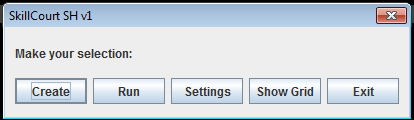 SkillCourt SH v1
Make your selection:
Create Run Settings Show Grid Exit